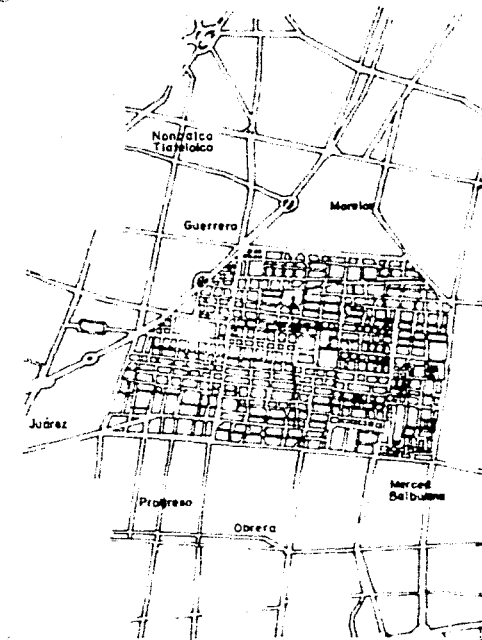 Nonoalco
Tlatelolco
Morelos
Guerrero
Juárez
Merced
Balbuena
Progreso
Obrera